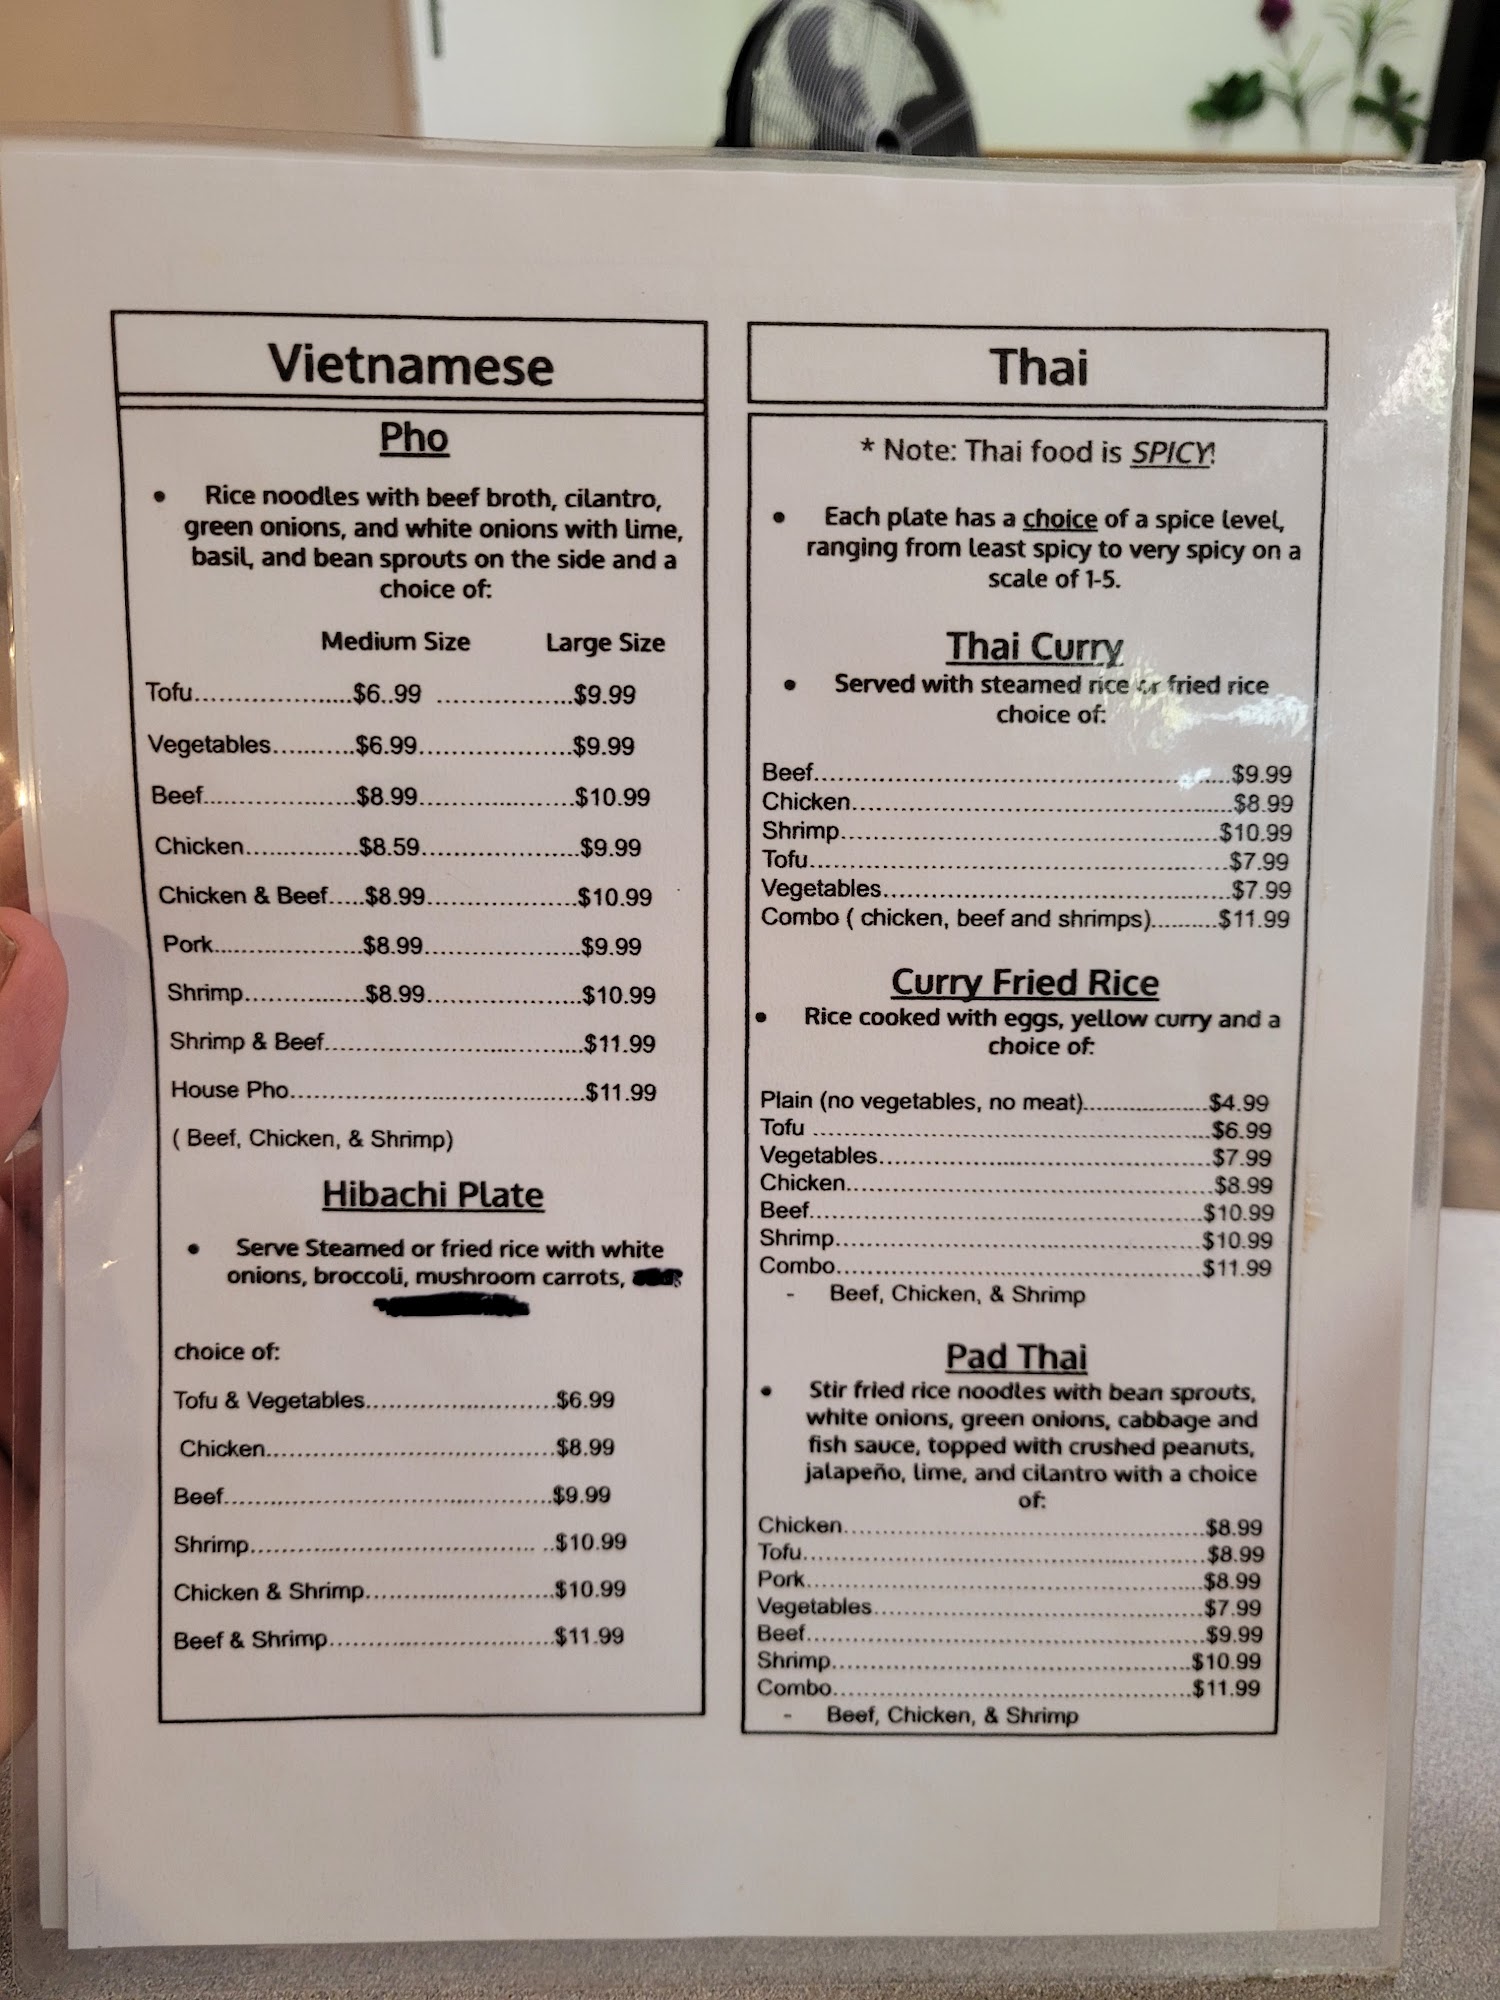 Vietnamese
Pho
• Rice noodles with beef broth, cilantro,
green onions, and white onions with lime,
basil, and bean sprouts on the side and a
choice of:
Medium Size Large Size
Tofu....................$6..99 .................$9.99
Vegetables..........$6.99...................$9.99
Beef...................$8.99...................$10.99
Chicken.............$8.59...................$9.99
Chicken & Beef.....$8.99..................$10.99
Pork..................$8.99...................$9.99
Shrimp..............$8.99...................$10.99
Shrimp & Beef................................$11.99
House Pho.....................................$11.99
( Beef, Chicken, & Shrimp)
Hibachi Plate
• Serve Steamed or fried rice with white
onions, broccoli, mushroom carrots,
choice of:
Tofu & Vegetables.......................$6.99
Chicken....................................$8.99
Beef.........................................$9.99
Shrimp................................... ..$10.99
Chicken & Shrimp.......................$10.99
Beef & Shrimp............................$11.99
Thai
* Note: Thai food is SPICY!
• Each plate has a choice of a spice level,
ranging from least spicy to very spicy on a
scale of 1-5.
Thai Curry
• Served with steamed rice or fried rice
choice of:
Beef....................................................$9.99
Chicken...............................................$8.99
Shrimp...............................................$10.99
Tofu....................................................$7.99
Vegetables...........................................$7.99
Combo ( chicken, beef and shrimps)..........$11.99
Curry Fried Rice
• Rice cooked with eggs, yellow curry and a
choice of:
Plain (no vegetables, no meat)..................$4.99
Tofu ..................................................$6.99
Vegetables..........................................$7.99
Chicken..............................................$8.99
Beef..................................................$10.99
Shrimp...............................................$10.99
Combo...............................................$11.99
- Beef, Chicken, & Shrimp
Pad Thai
• Stir fried rice noodles with bean sprouts,
white onions, green onions, cabbage and
fish sauce, topped with crushed peanuts,
jalapeño, lime, and cilantro with a choice
of:
Chicken..............................................$8.99
Tofu...................................................$8.99
Pork...................................................$8.99
Vegetables..........................................$7.99
Beef...................................................$9.99
Shrimp..............................................$10.99
Combo..............................................$11.99
- Beef, Chicken, & Shrimp